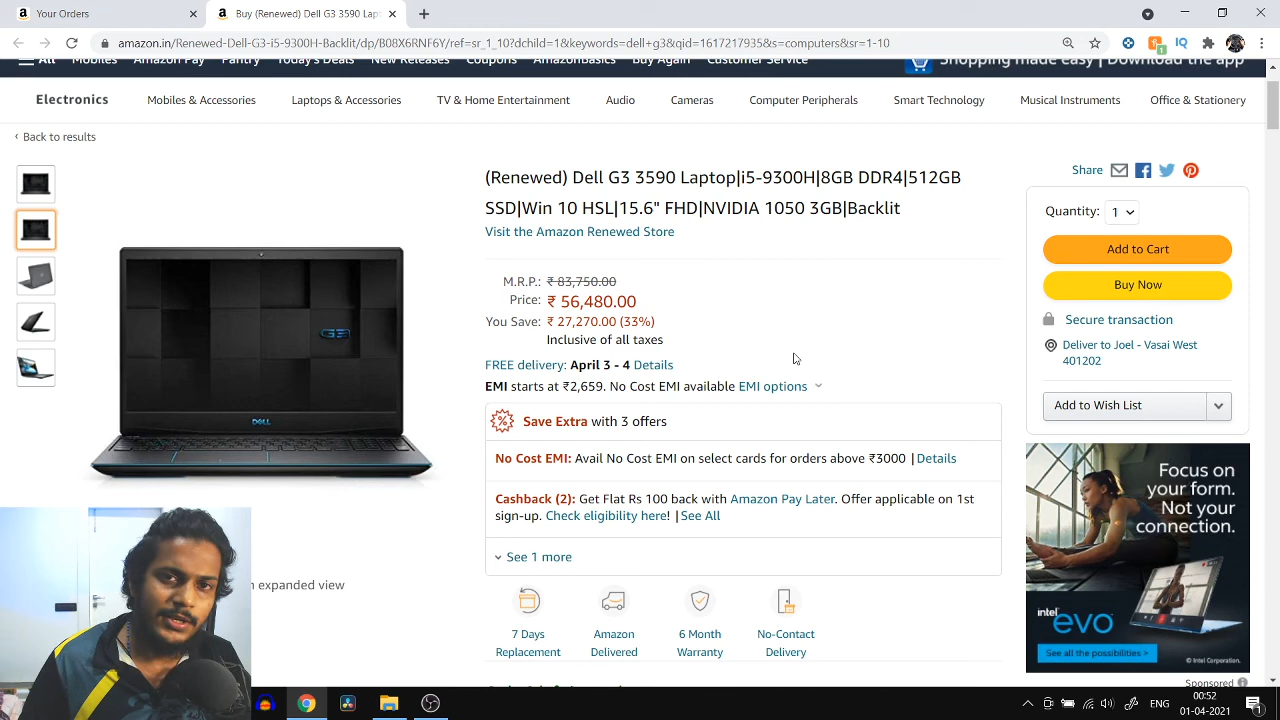 Your Orders
Buy (Renewed) Dell G3 3590 Lapt
amazon.in/Renewed-Dell-G3-i5-9300H-Backlit/dp/B08X6RNF6Y/ref=sr_1_10?dchild=1&keywords=dell+g3&qid=1617217935&s=computers&sr=1-10
All Mobiles Amazon Pay Pantry Today's Deals New Releases Coupons AmazonBasics Buy Again Customer Service
Shopping made easy | Download the app
Electronics Mobiles & Accessories Laptops & Accessories TV & Home Entertainment Audio Cameras Computer Peripherals Smart Technology Musical Instruments Office & Stationery
‹ Back to results
(Renewed) Dell G3 3590 Laptop|i5-9300H|8GB DDR4|512GB
SSD|Win 10 HSL|15.6" FHD|NVIDIA 1050 3GB|Backlit
Visit the Amazon Renewed Store
M.R.P.: ₹ 83,750.00
Price: ₹ 56,480.00
You Save: ₹ 27,270.00 (33%)
Inclusive of all taxes
FREE delivery: April 3 - 4 Details
EMI starts at ₹2,659. No Cost EMI available EMI options
Save Extra with 3 offers
No Cost EMI: Avail No Cost EMI on select cards for orders above ₹3000 | Details
Cashback (2): Get Flat Rs 100 back with Amazon Pay Later. Offer applicable on 1st
sign-up. Check eligibility here! | See All
See 1 more
7 Days
Replacement
Amazon
Delivered
6 Month
Warranty
No-Contact
Delivery
DELL
expanded view
Share
Quantity: 1
Add to Cart
Buy Now
Secure transaction
Deliver to Joel - Vasai West
401202
Add to Wish List
Focus on
your form.
Not your
connection.
intel
evo
See all the possibilities >
© Intel Corporation.
Sponsored
00:52
01-04-2021